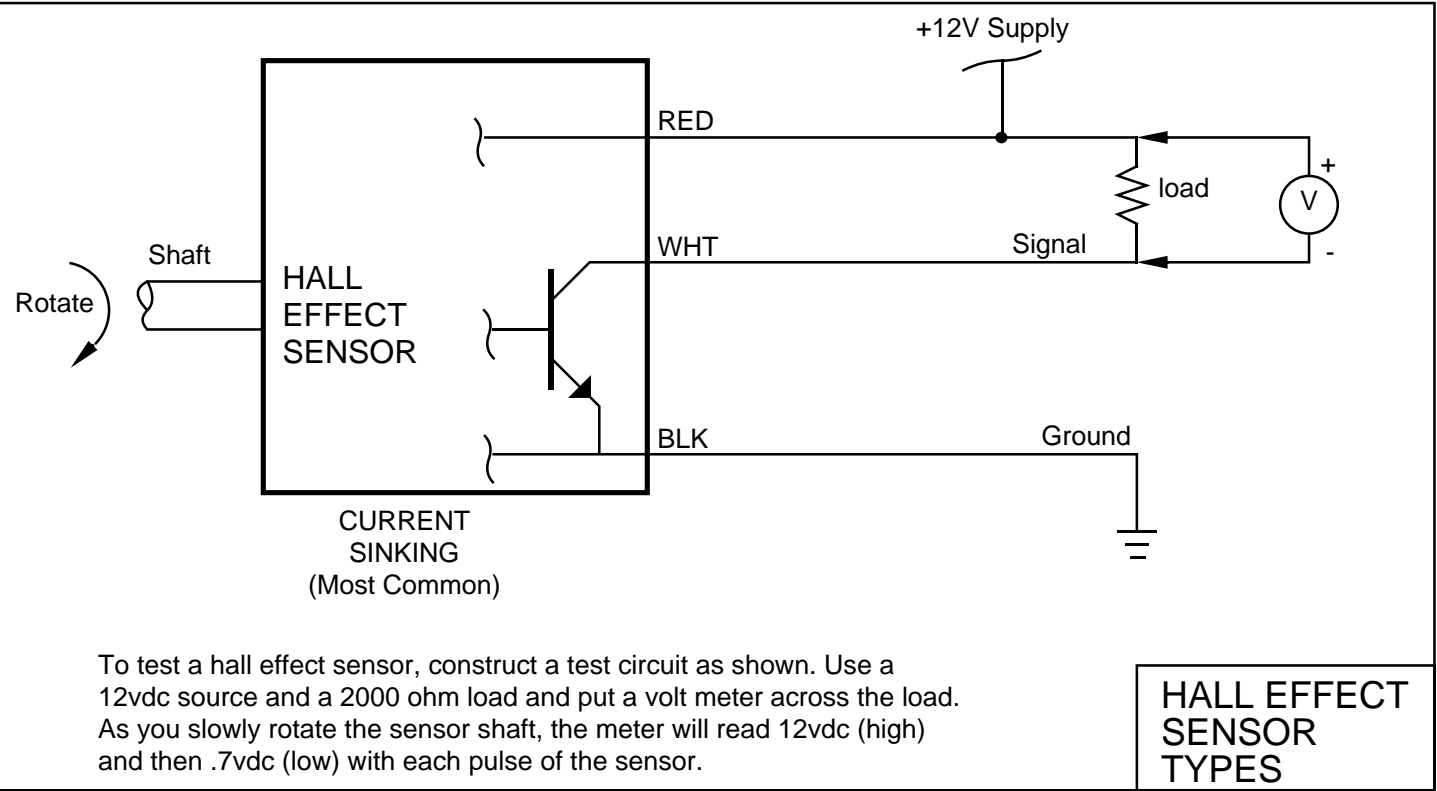 +12V Supply
RED
+
load
V
Shaft
WHT
Signal
-
Rotate
HALL
EFFECT
SENSOR
BLK
Ground
CURRENT
SINKING
(Most Common)
To test a hall effect sensor, construct a test circuit as shown. Use a
12vdc source and a 2000 ohm load and put a volt meter across the load.
As you slowly rotate the sensor shaft, the meter will read 12vdc (high)
and then .7vdc (low) with each pulse of the sensor.
HALL EFFECT
SENSOR
TYPES